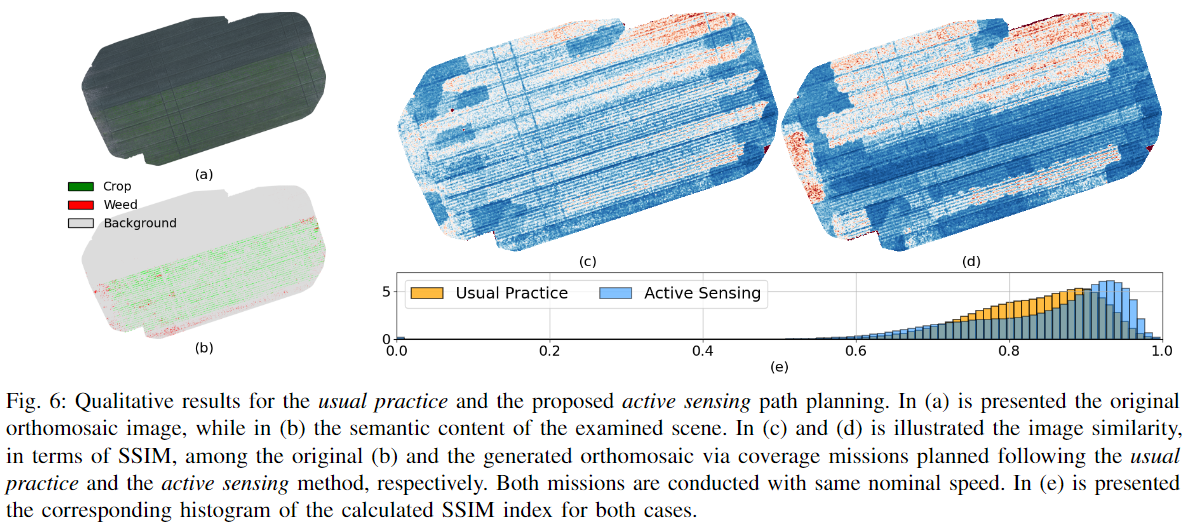 (a)
Crop
Weed
Background
(b)
(c)
(d)
5
0
Usual Practice
Active Sensing
0.0
0.2
0.4
0.6
0.8
1.0
(e)
Fig. 6: Qualitative results for the usual practice and the proposed active sensing path planning. In (a) is presented the original
orthomosaic image, while in (b) the semantic content of the examined scene. In (c) and (d) is illustrated the image similarity,
in terms of SSIM, among the original (b) and the generated orthomosaic via coverage missions planned following the usual
practice and the active sensing method, respectively. Both missions are conducted with same nominal speed. In (e) is presented
the corresponding histogram of the calculated SSIM index for both cases.